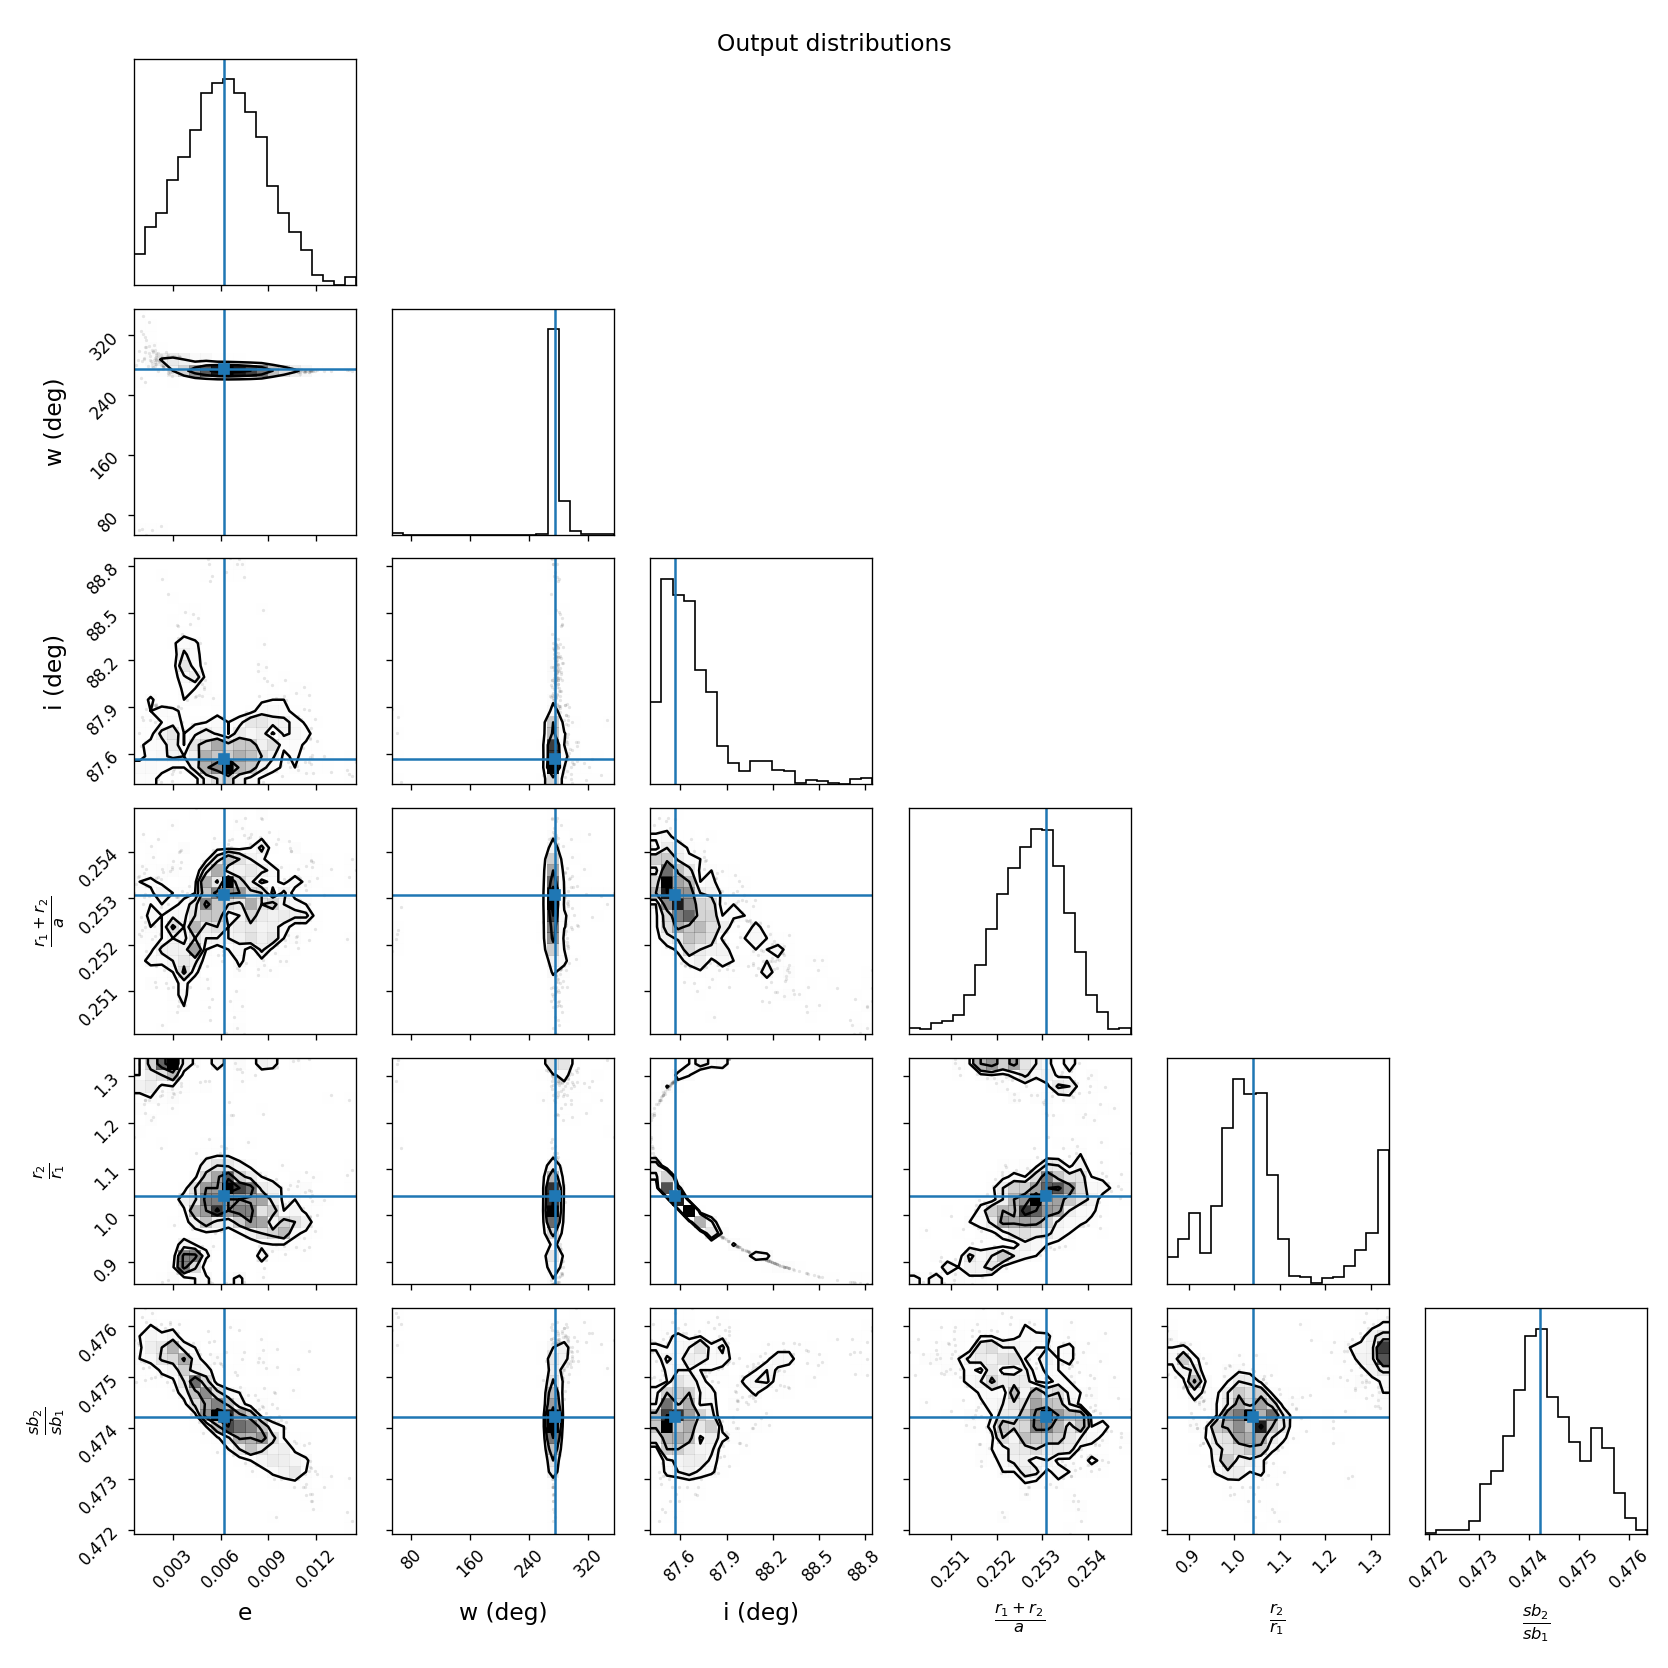 Output distributions
320
240
160
80
w (deg)
88.8
88.5
88.2
87.9
87.6
i (deg)
0.254
0.253
0.252
0.251
r₁ + r₂
a
1.3
1.2
1.1
1.0
0.9
r₂
r₁
0.476
0.475
0.474
0.473
0.472
sb₂
sb₁
0.003 0.006 0.009 0.012 80 160 240 320 87.6 87.9 88.2 88.5 88.8 0.251 0.252 0.253 0.254 0.9 1.0 1.1 1.2 1.3 0.472 0.473 0.474 0.475 0.476
e w (deg) i (deg) r₁ + r₂ r₂ sb₂
a r₁ sb₁